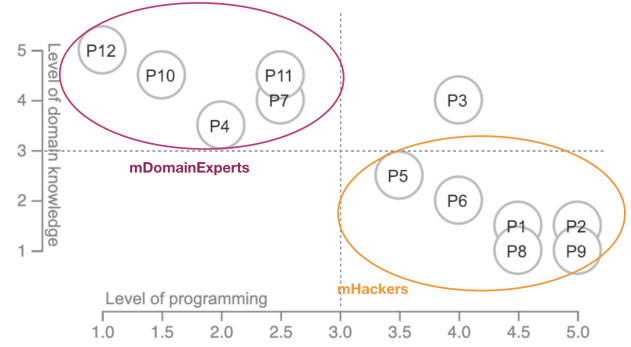 5
4
3
2
1
Level of domain knowledge
P12
P10
P11
P7
P4
P3
mDomainExperts
P5
P6
P1
P2
P8
P9
mHackers
Level of programming
1.0 1.5 2.0 2.5 3.0 3.5 4.0 4.5 5.0